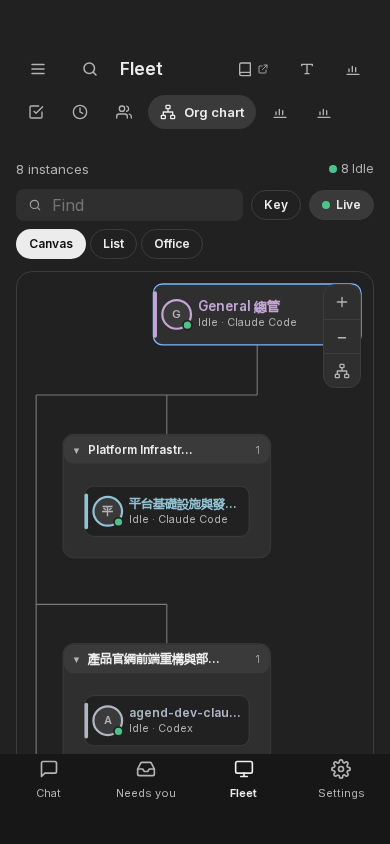 Fleet
Org chart
8 instances
8 Idle
Find
Key
Live
Canvas
List
Office
G
General 總管
Idle · Claude Code
Platform Infrastr...
1
平
平台基礎設施與發...
Idle · Claude Code
產品官網前端重構與部...
1
A
agend-dev-clau...
Idle · Codex
Chat
Needs you
Fleet
Settings